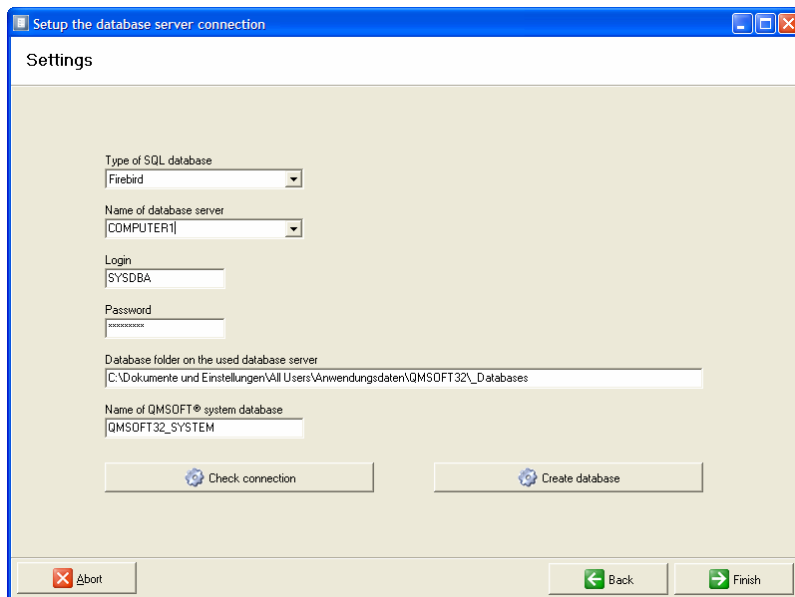 Setup the database server connection
Settings
Type of SQL database
Firebird
Name of database server
COMPUTER1
Login
SYSDBA
Password
*********
Database folder on the used database server
C:\Dokumente und Einstellungen\All Users\Anwendungsdaten\QMSOFT32\_Databases
Name of QMSOFT® system database
QMSOFT32_SYSTEM
Check connection
Create database
Abort
Back
Finish